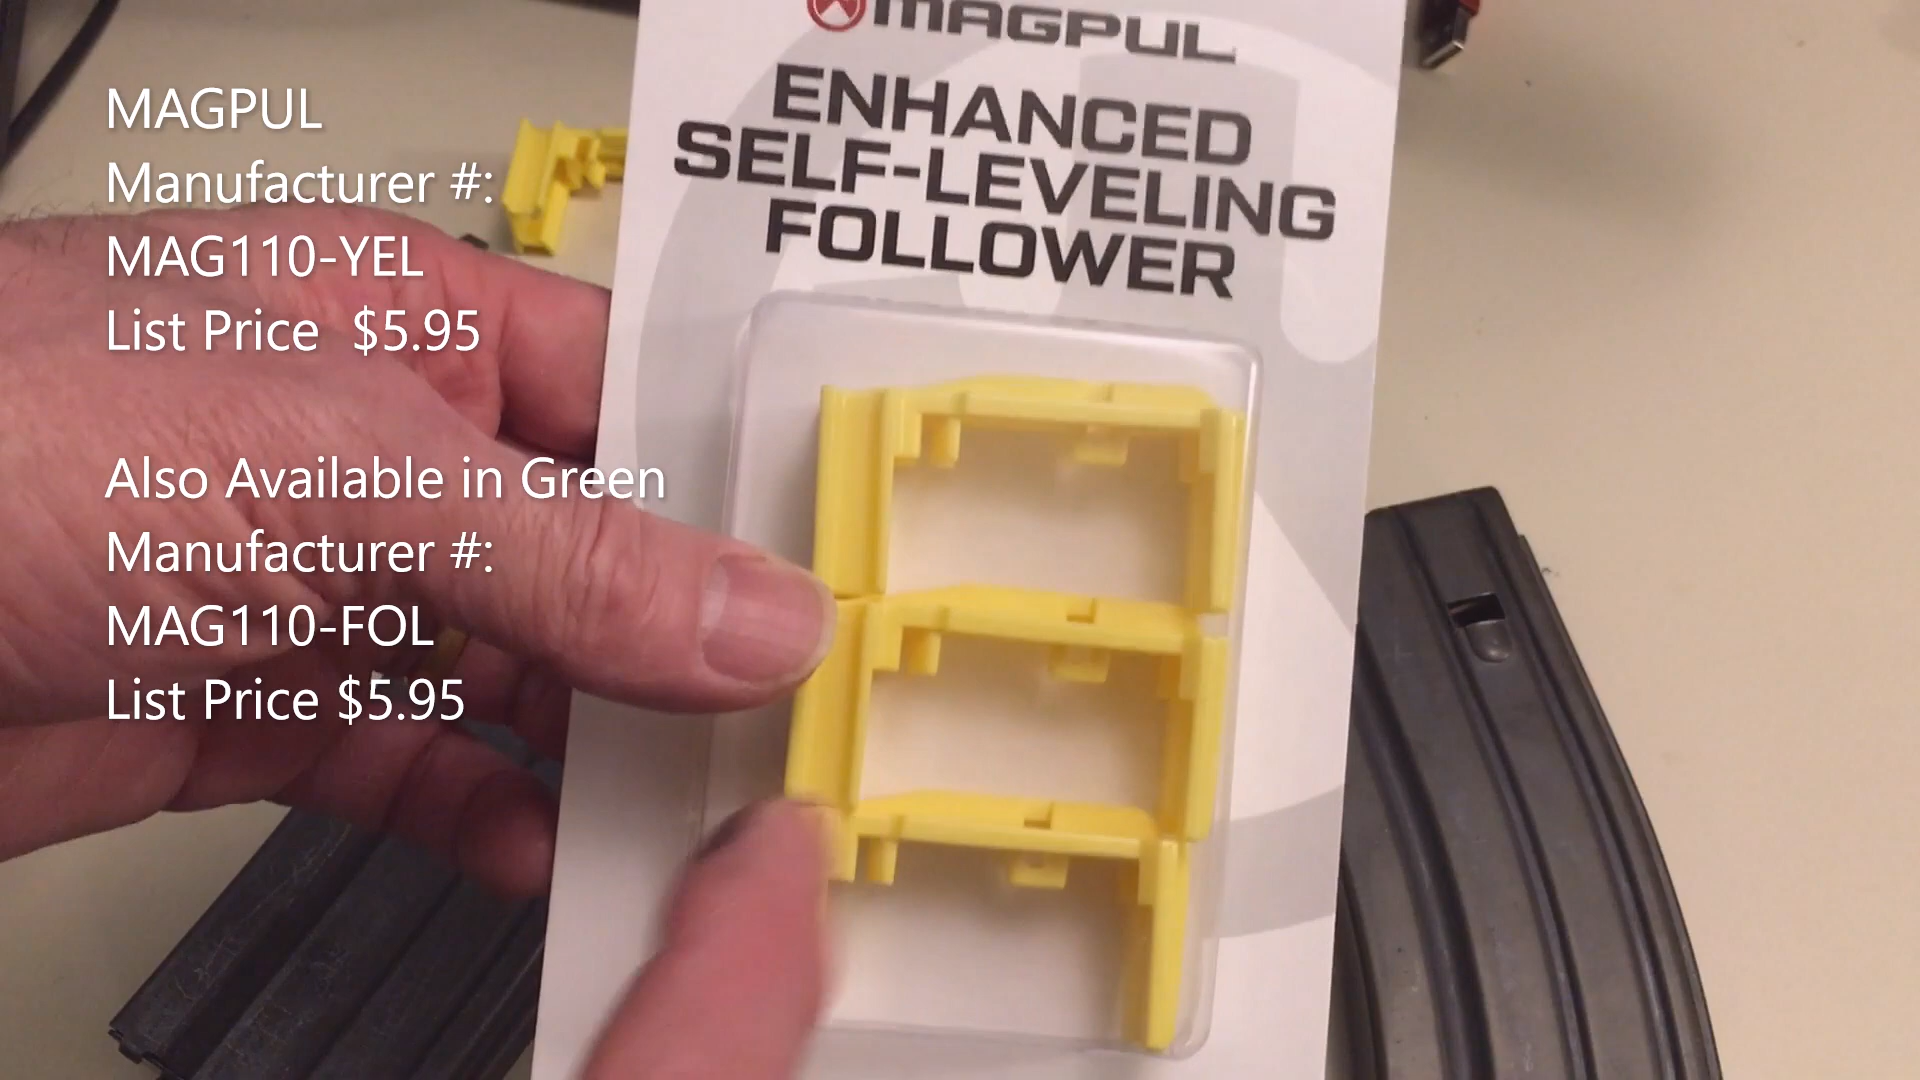 MAGPUL
ENHANCED
SELF-LEVELING
FOLLOWER
MAGPUL
Manufacturer #:
MAG110-YEL
List Price  $5.95
Also Available in Green
Manufacturer #:
MAG110-FOL
List Price $5.95